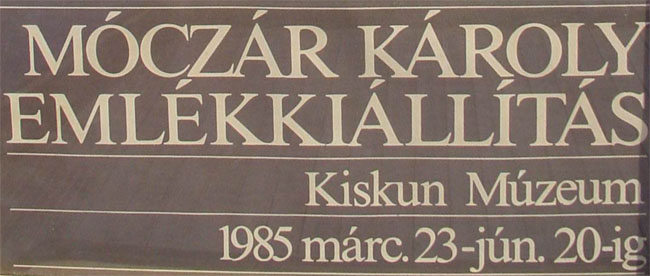 MÓCZÁR KÁROLY
EMLÉKKIÁLLÍTÁS
Kiskun Múzeum
1985 márc. 23-jún. 20-ig